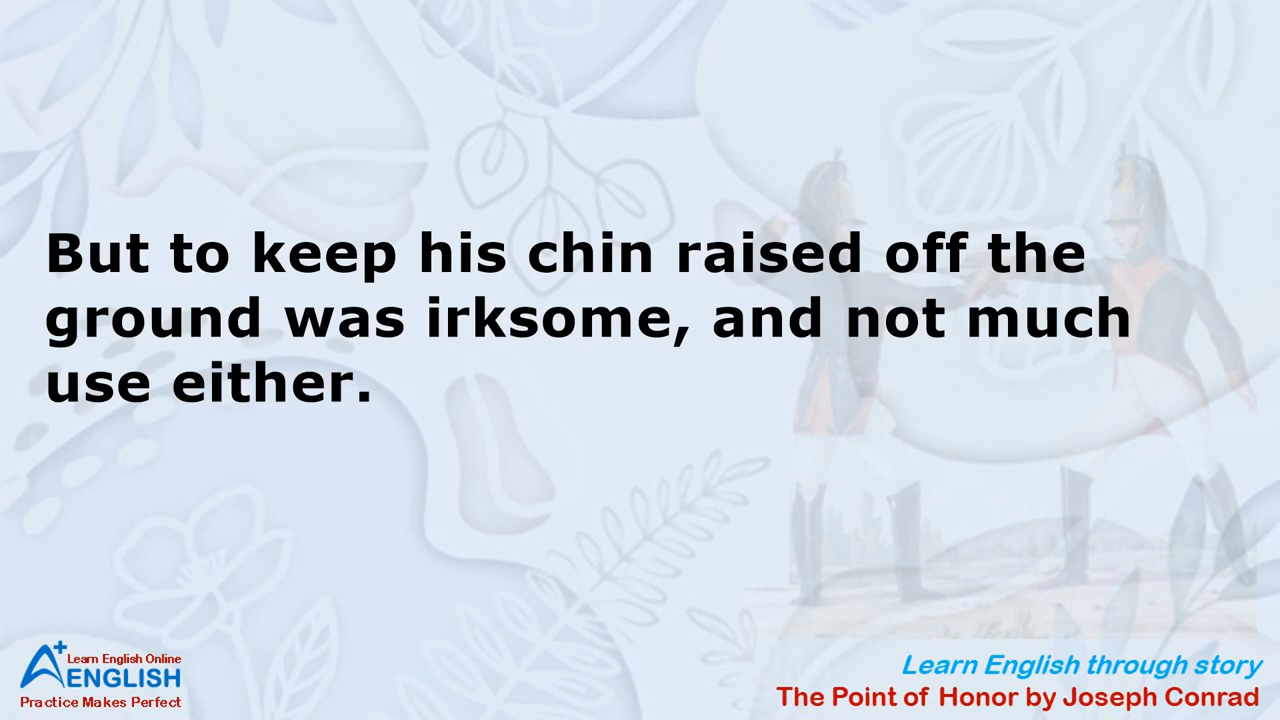 But to keep his chin raised off the
ground was irksome, and not much
use either.
A+ Learn English Online
ENGLISH
Practice Makes Perfect
Learn English through story
The Point of Honor by Joseph Conrad